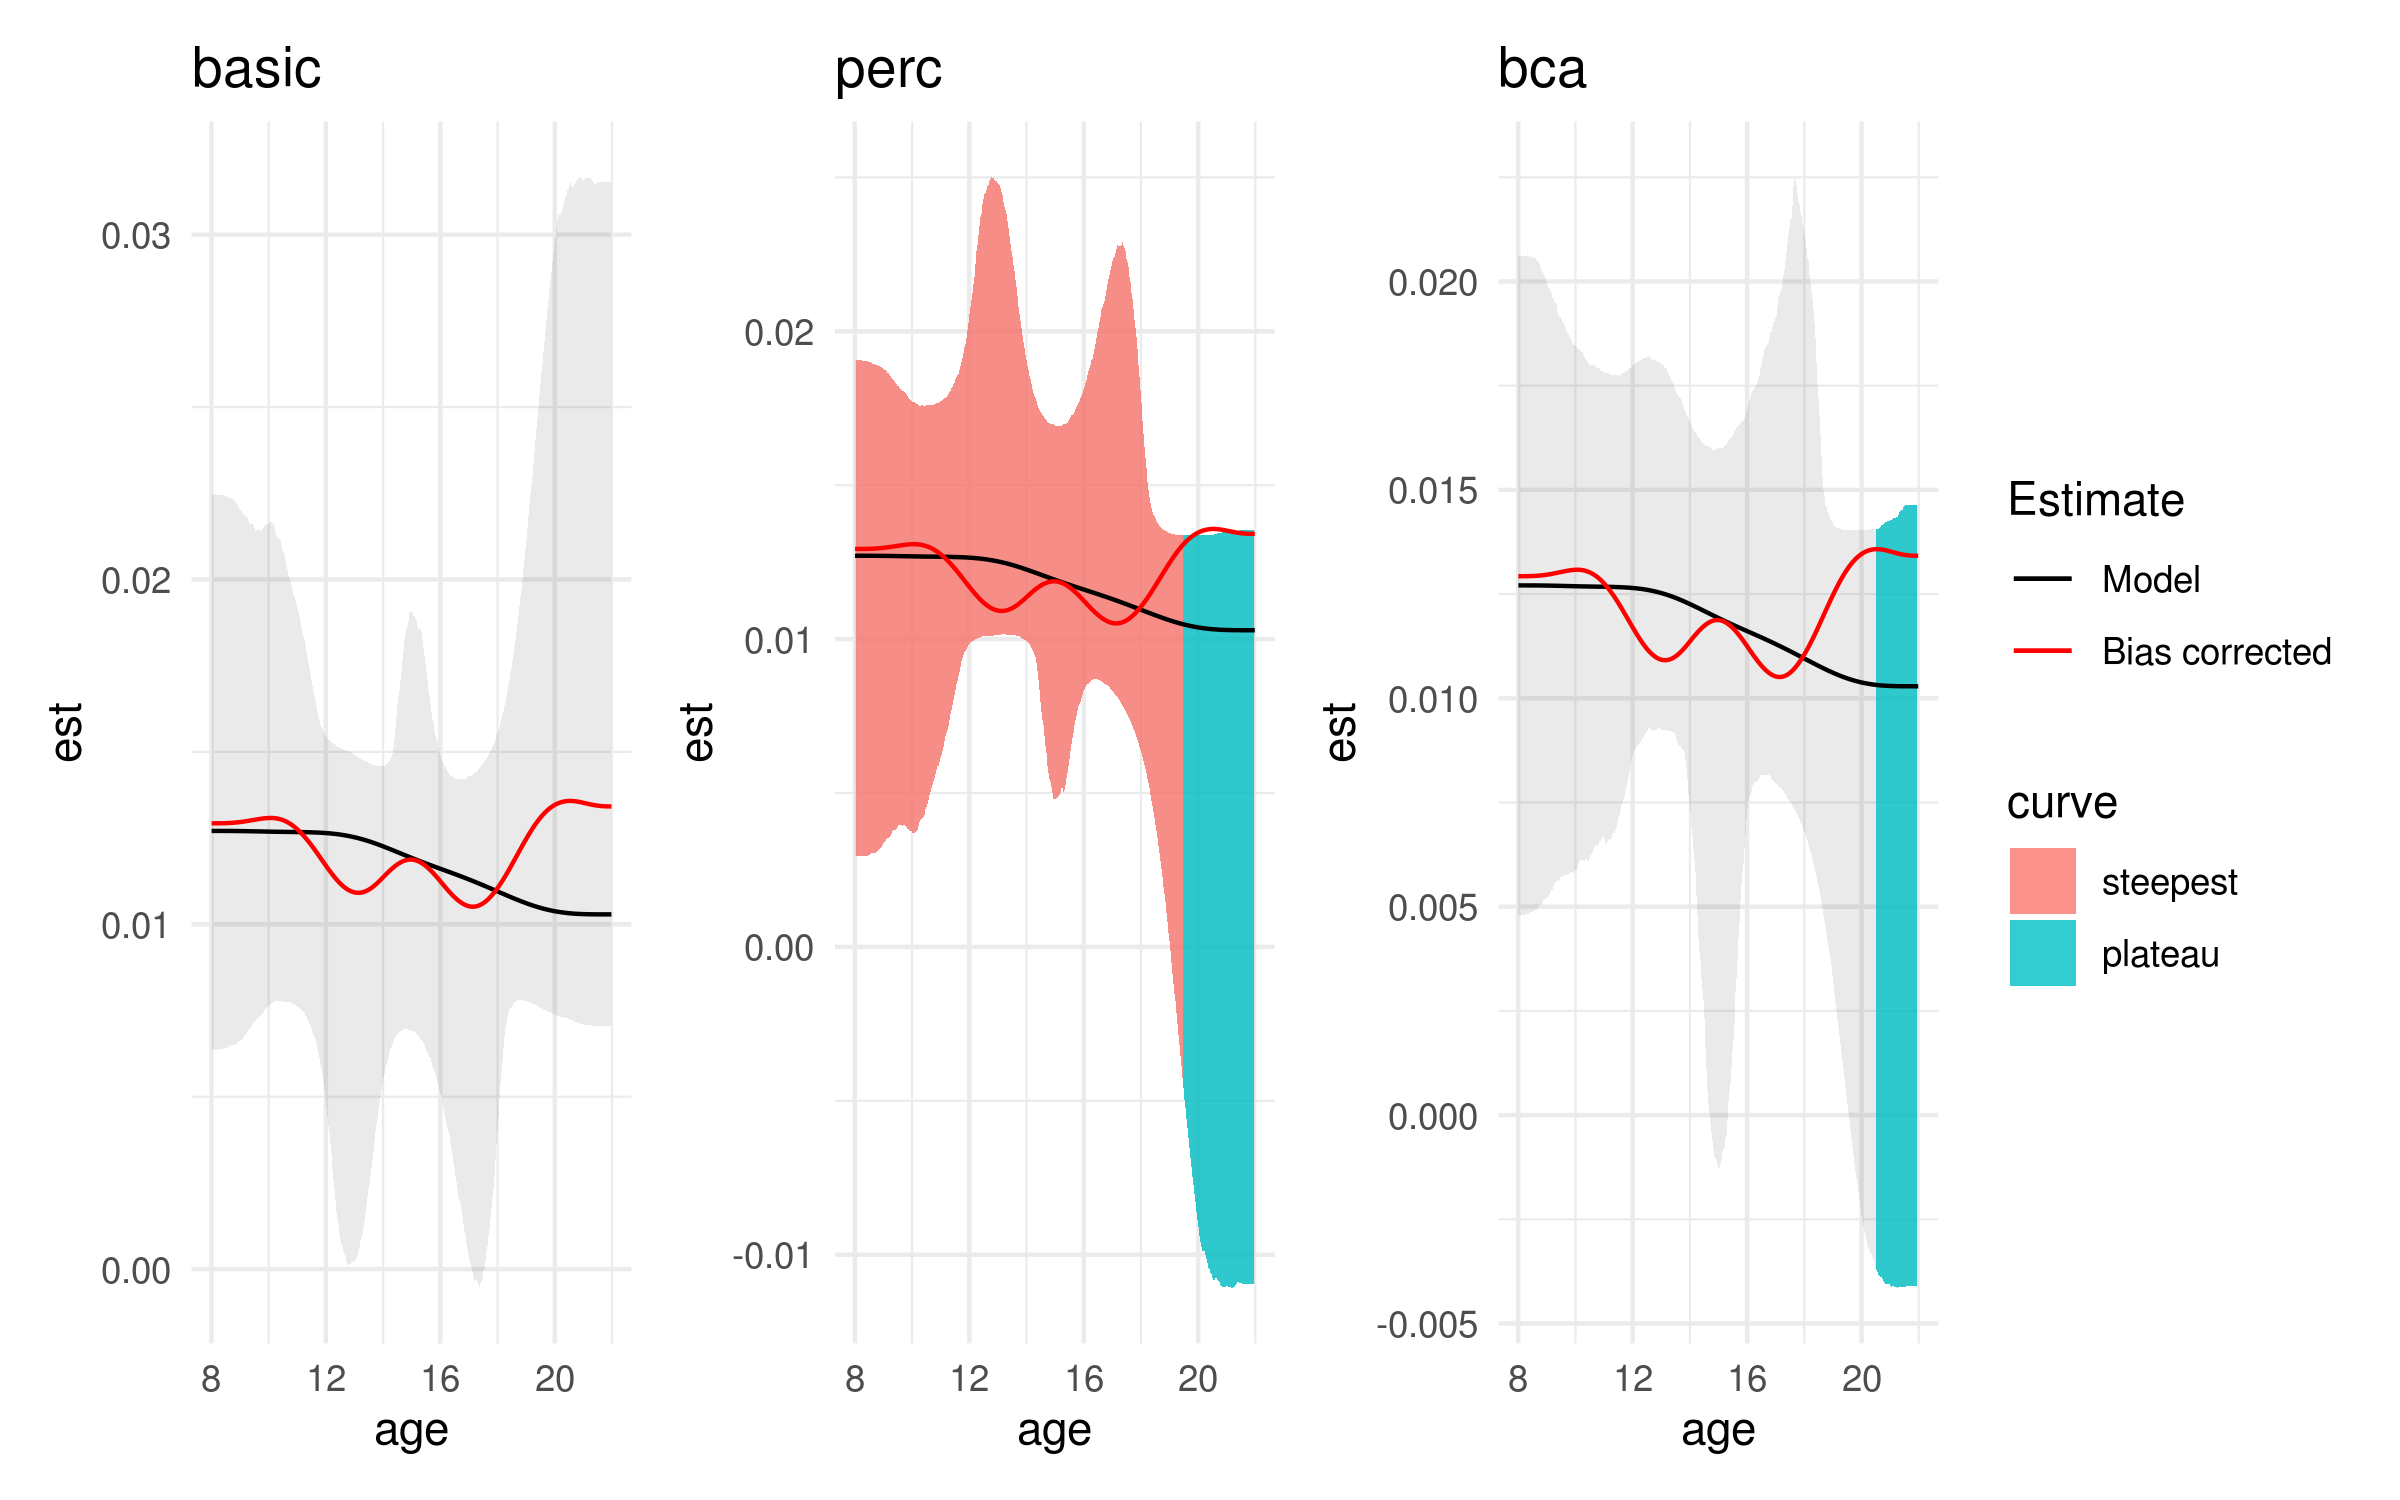 basic
perc
bca
0.03
0.02
0.01
0.00
est
8 12 16 20
age
0.02
0.01
0.00
-0.01
est
8 12 16 20
age
0.020
0.015
0.010
0.005
0.000
-0.005
est
8 12 16 20
age
Estimate
Model
Bias corrected
curve
steepest
plateau